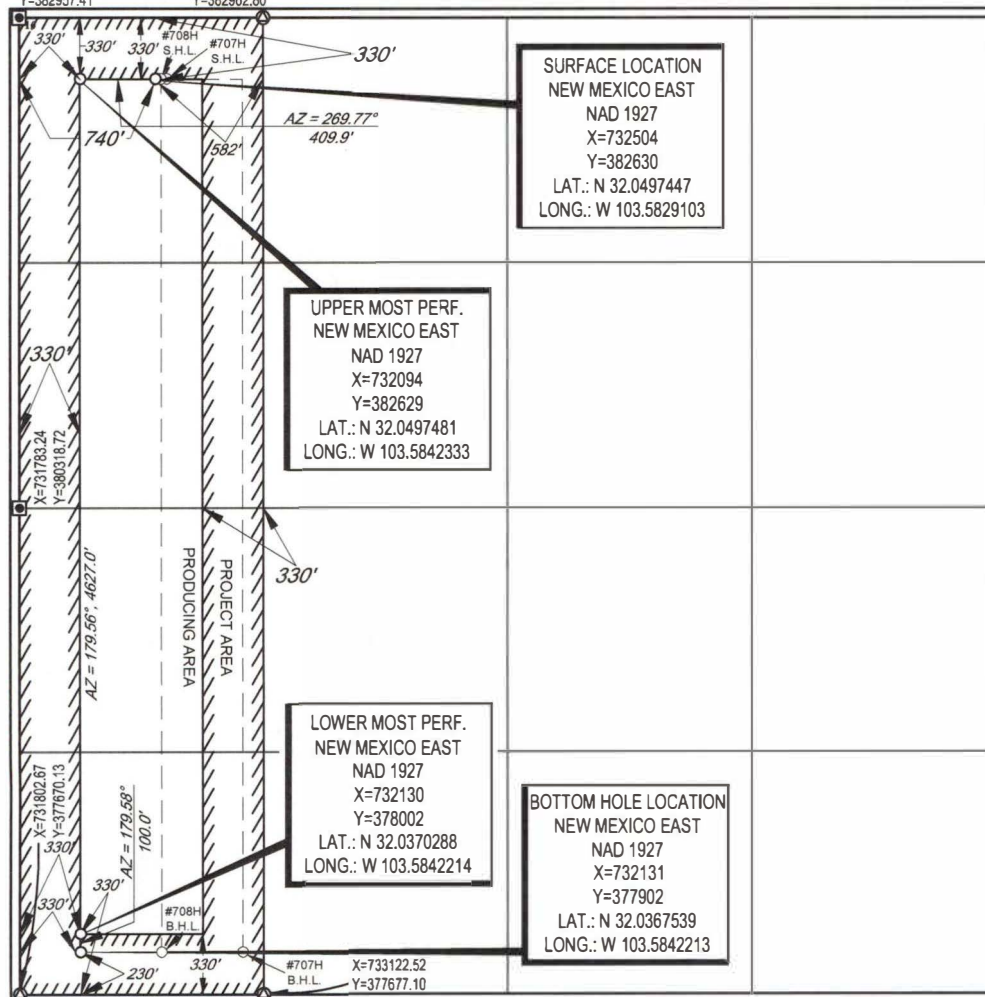 Y=382957.41
Y=382962.80
330'
330'
330'
#708H
S.H.L.
#707H
S.H.L.
330'
740'
582'
AZ = 269.77°
409.9'
SURFACE LOCATION
NEW MEXICO EAST
NAD 1927
X=732504
Y=382630
LAT.: N 32.0497447
LONG.: W 103.5829103
UPPER MOST PERF.
NEW MEXICO EAST
NAD 1927
X=732094
Y=382629
LAT.: N 32.0497481
LONG.: W 103.5842333
330'
X=731783.24
Y=380318.72
AZ = 179.56°, 4627.0'
PRODUCING AREA
PROJECT AREA
330'
LOWER MOST PERF.
NEW MEXICO EAST
NAD 1927
X=732130
Y=378002
LAT.: N 32.0370288
LONG.: W 103.5842214
BOTTOM HOLE LOCATION
NEW MEXICO EAST
NAD 1927
X=732131
Y=377902
LAT.: N 32.0367539
LONG.: W 103.5842213
X=731802.67
Y=377670.13
AZ = 179.58°
100.0'
330'
330'
330'
#708H
B.H.L.
230'
330'
#707H
B.H.L.
X=733122.52
Y=377677.10